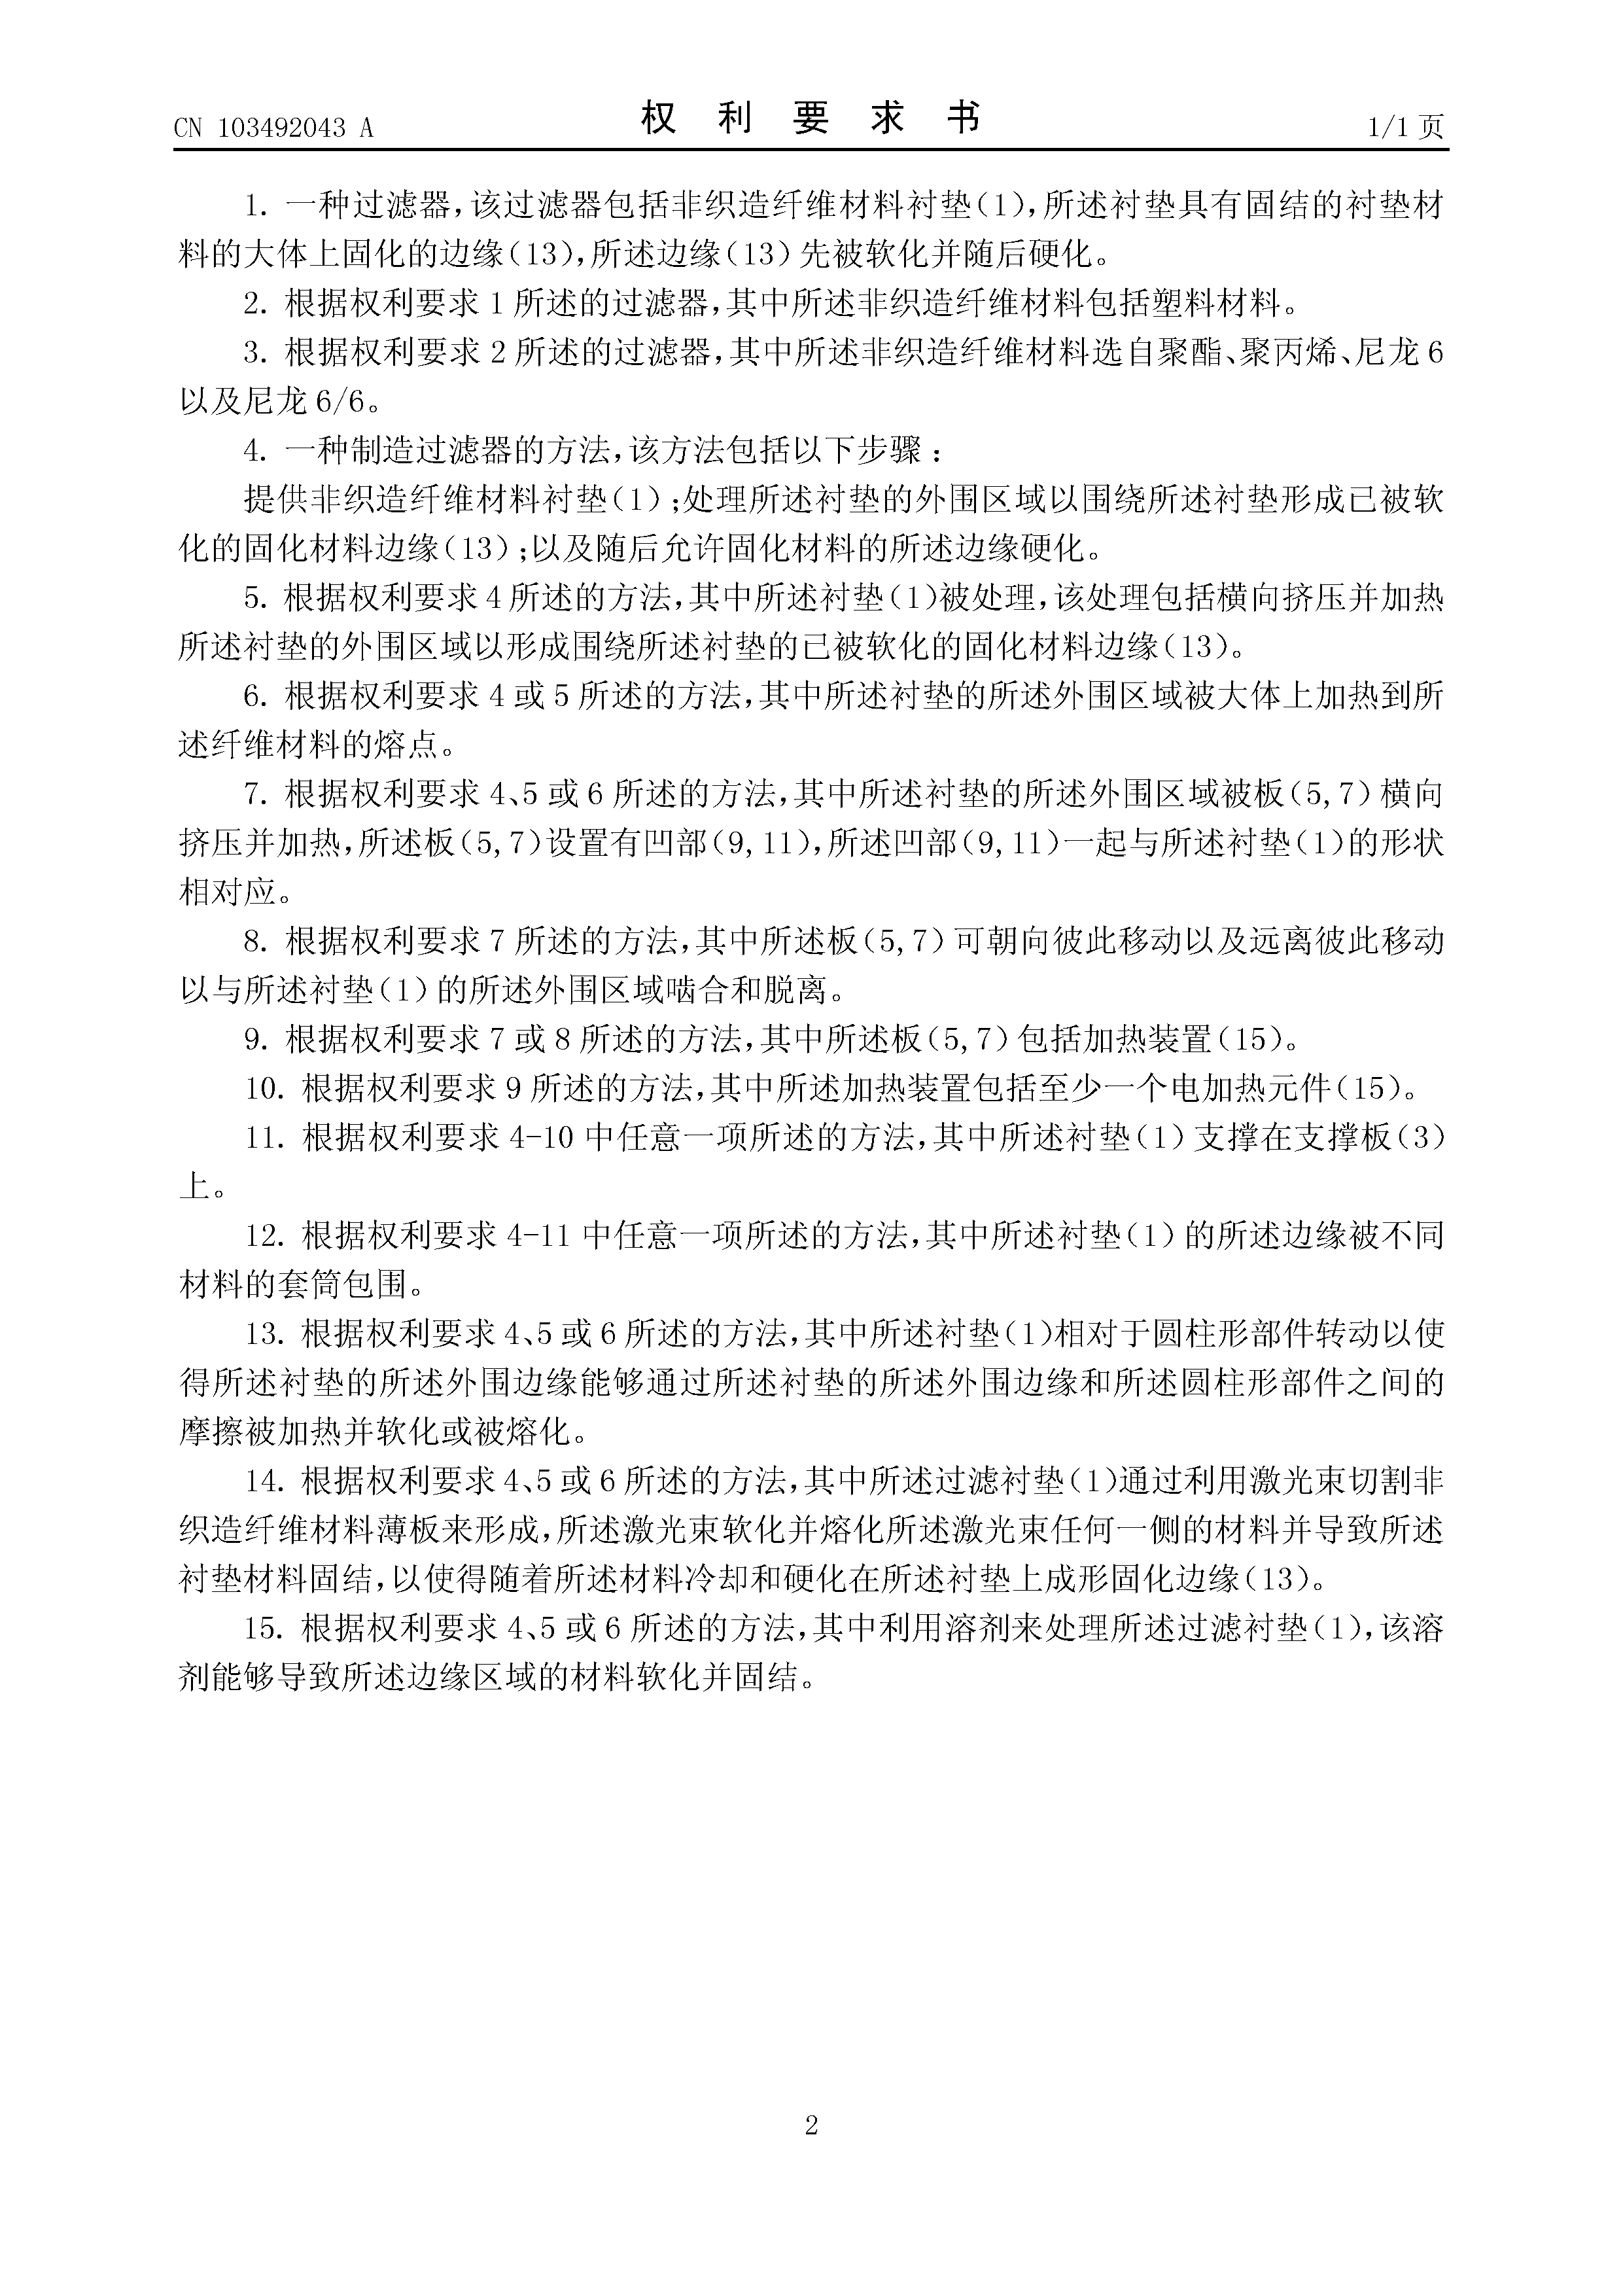 CN 103492043 A
权 利 要 求 书
1/1 页
1. 一种过滤器，该过滤器包括非织造纤维材料衬垫（1），所述衬垫具有固结的衬垫材
料的大体上固化的边缘（13），所述边缘（13）先被软化并随后硬化。
2. 根据权利要求 1 所述的过滤器，其中所述非织造纤维材料包括塑料材料。
3. 根据权利要求 2 所述的过滤器，其中所述非织造纤维材料选自聚酯、聚丙烯、尼龙 6
以及尼龙 6/6。
4. 一种制造过滤器的方法，该方法包括以下步骤：
提供非织造纤维材料衬垫（1）；处理所述衬垫的外围区域以围绕所述衬垫形成已被软
化的固化材料边缘（13）；以及随后允许固化材料的所述边缘硬化。
5. 根据权利要求 4 所述的方法，其中所述衬垫（1）被处理，该处理包括横向挤压并加热
所述衬垫的外围区域以形成围绕所述衬垫的已被软化的固化材料边缘（13）。
6. 根据权利要求 4 或 5 所述的方法，其中所述衬垫的所述外围区域被大体上加热到所
述纤维材料的熔点。
7. 根据权利要求 4、5 或 6 所述的方法，其中所述衬垫的所述外围区域被板（5,7）横向
挤压并加热，所述板（5,7）设置有凹部（9,11），所述凹部（9,11）一起与所述衬垫（1）的形状
相对应。
8. 根据权利要求 7 所述的方法，其中所述板（5,7）可朝向彼此移动以及远离彼此移动
以与所述衬垫（1）的所述外围区域啮合和脱离。
9. 根据权利要求 7 或 8 所述的方法，其中所述板（5,7）包括加热装置（15）。
10. 根据权利要求 9 所述的方法，其中所述加热装置包括至少一个电加热元件（15）。
11. 根据权利要求 4-10 中任意一项所述的方法，其中所述衬垫（1）支撑在支撑板（3）
上。
12. 根据权利要求 4-11 中任意一项所述的方法，其中所述衬垫（1）的所述边缘被不同
材料的套筒包围。
13. 根据权利要求 4、5 或 6 所述的方法，其中所述衬垫（1）相对于圆柱形部件转动以使
得所述衬垫的所述外围边缘能够通过所述衬垫的所述外围边缘和所述圆柱形部件之间的
摩擦被加热并软化或被熔化。
14. 根据权利要求 4、5 或 6 所述的方法，其中所述过滤衬垫（1）通过利用激光束切割非
织造纤维材料薄板来形成，所述激光束软化并熔化所述激光束任何一侧的材料并导致所述
衬垫材料固结，以使得随着所述材料冷却和硬化在所述衬垫上成形固化边缘（13）。
15. 根据权利要求 4、5 或 6 所述的方法，其中利用溶剂来处理所述过滤衬垫（1），该溶
剂能够导致所述边缘区域的材料软化并固结。
2